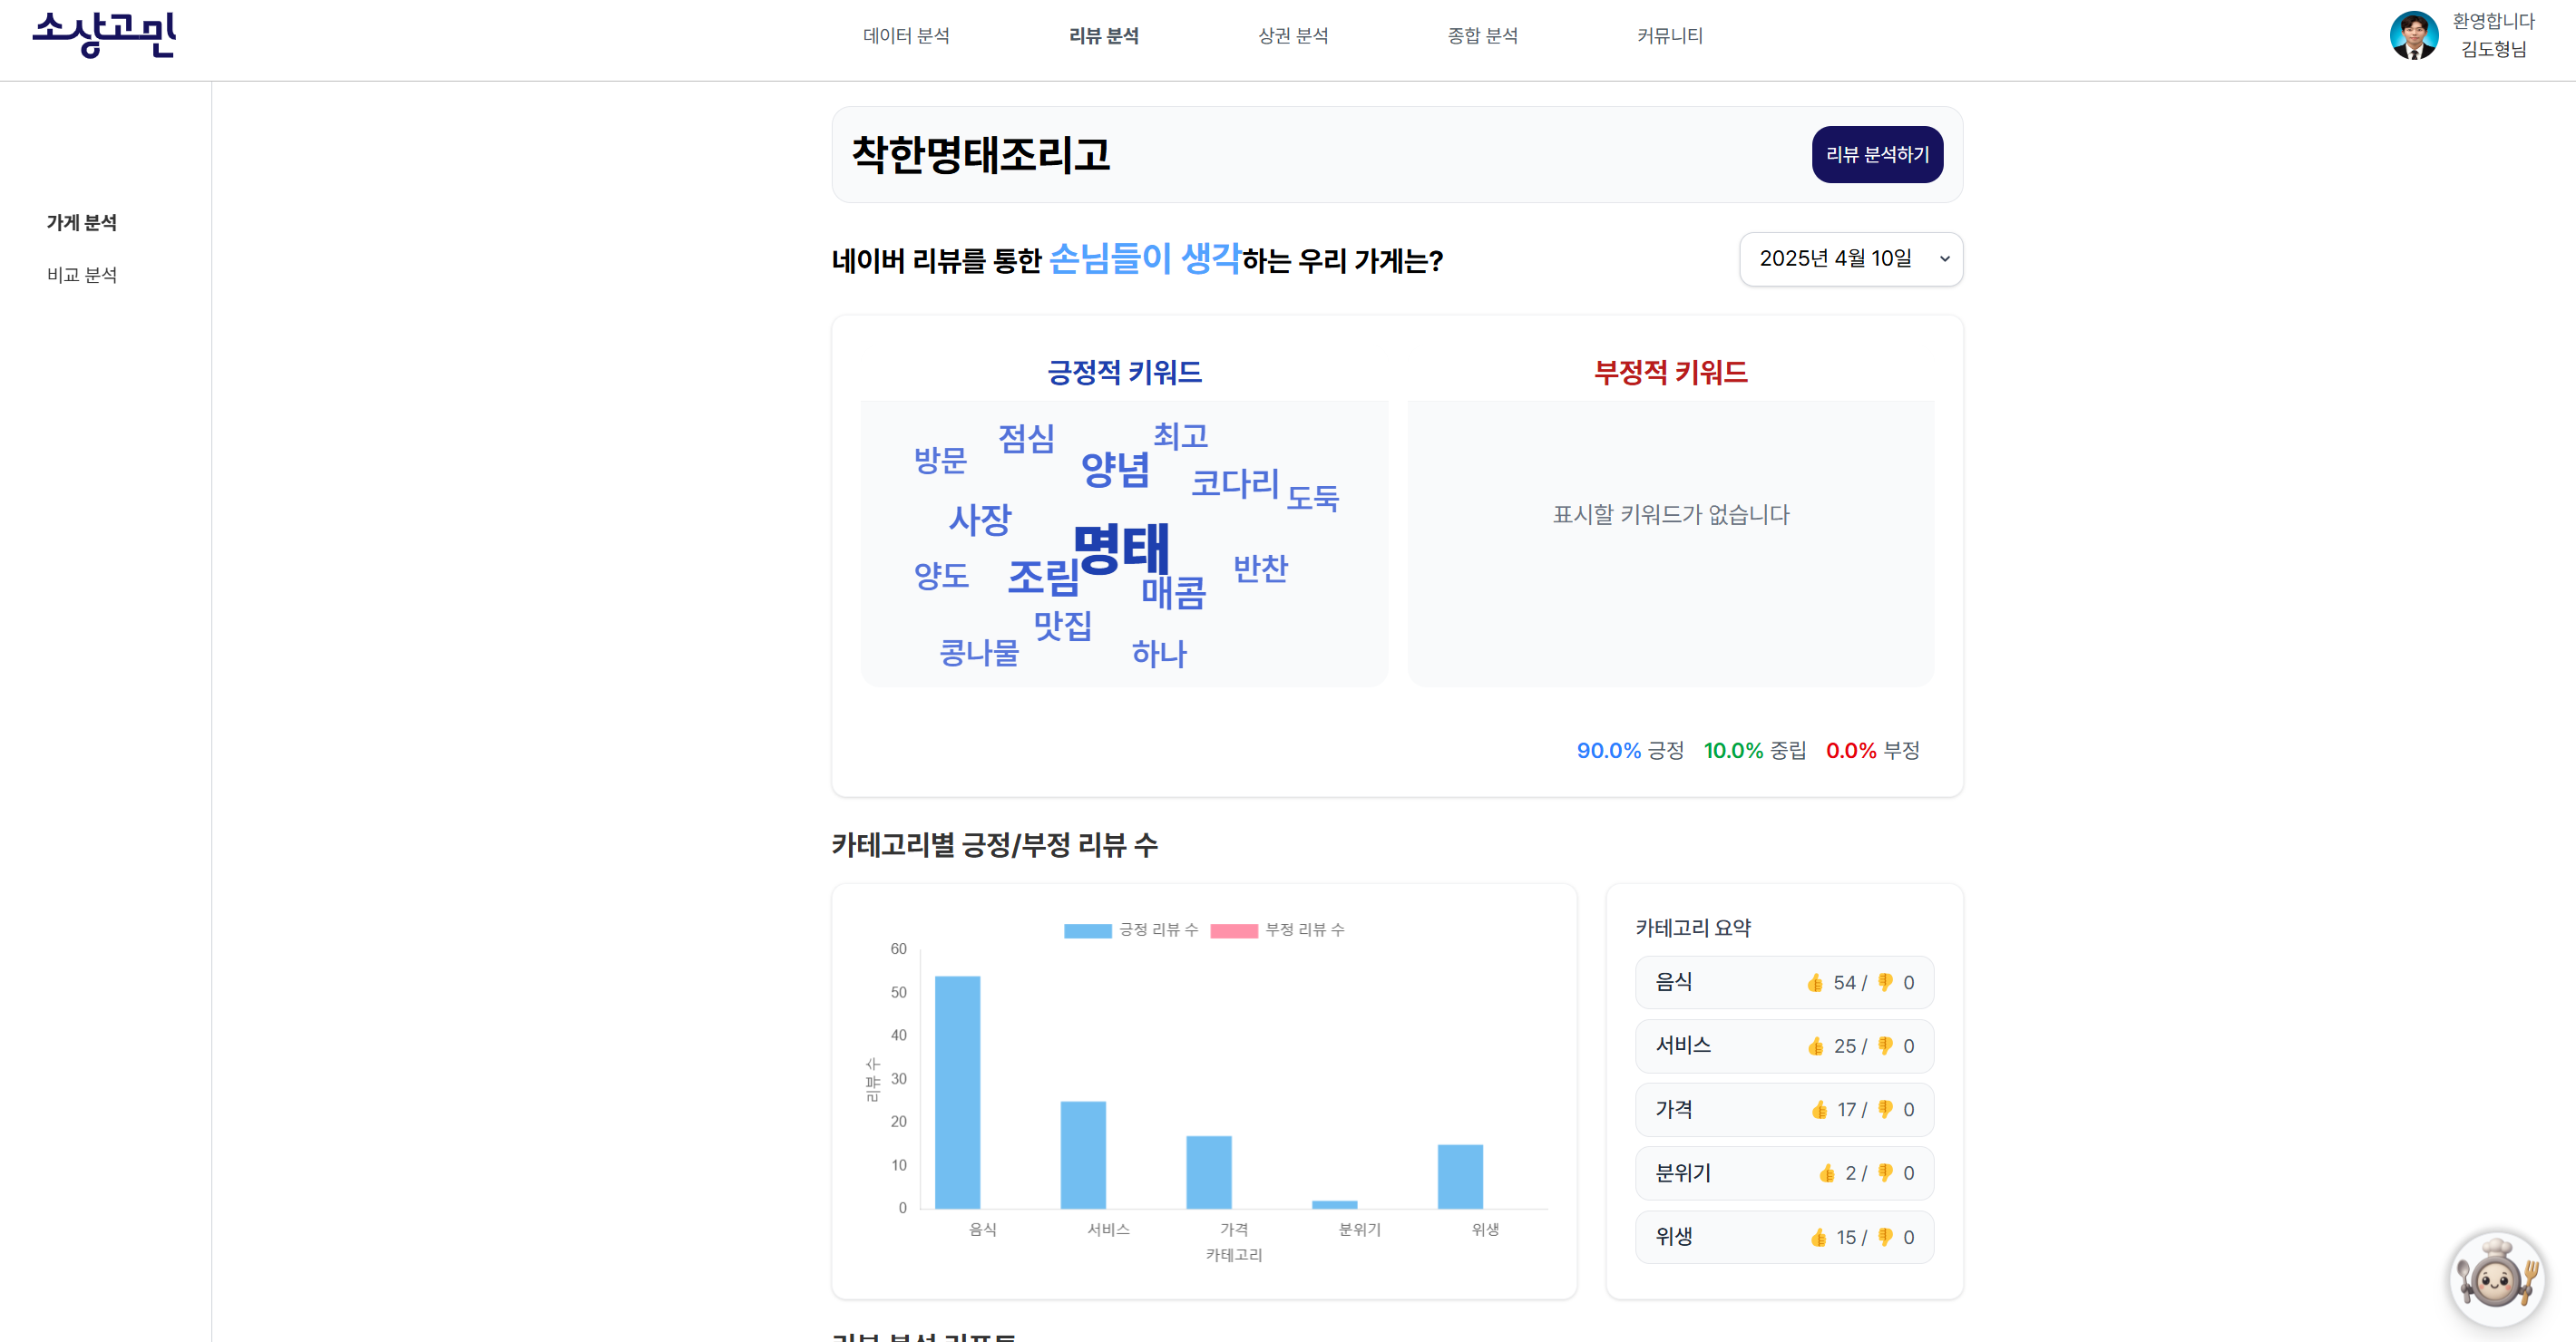 소상고민
데이터 분석
리뷰 분석
상권 분석
종합 분석
커뮤니티
환영합니다
김도형님
가게 분석
비교 분석
착한명태조리고
리뷰 분석하기
네이버 리뷰를 통한 손님들이 생각하는 우리 가게는?
2025년 4월 10일
긍정적 키워드
방문
점심
최고
양념
코다리
도둑
사장
명태
양도
조림
매콤
반찬
맛집
콩나물
하나
부정적 키워드
표시할 키워드가 없습니다
90.0% 긍정 10.0% 중립 0.0% 부정
카테고리별 긍정/부정 리뷰 수
긍정 리뷰 수 부정 리뷰 수
60
50
40
30
20
10
0
리뷰 수
음식 서비스 가격 분위기 위생
카테고리
카테고리 요약
음식 👍 54 / 👎 0
서비스 👍 25 / 👎 0
가격 👍 17 / 👎 0
분위기 👍 2 / 👎 0
위생 👍 15 / 👎 0